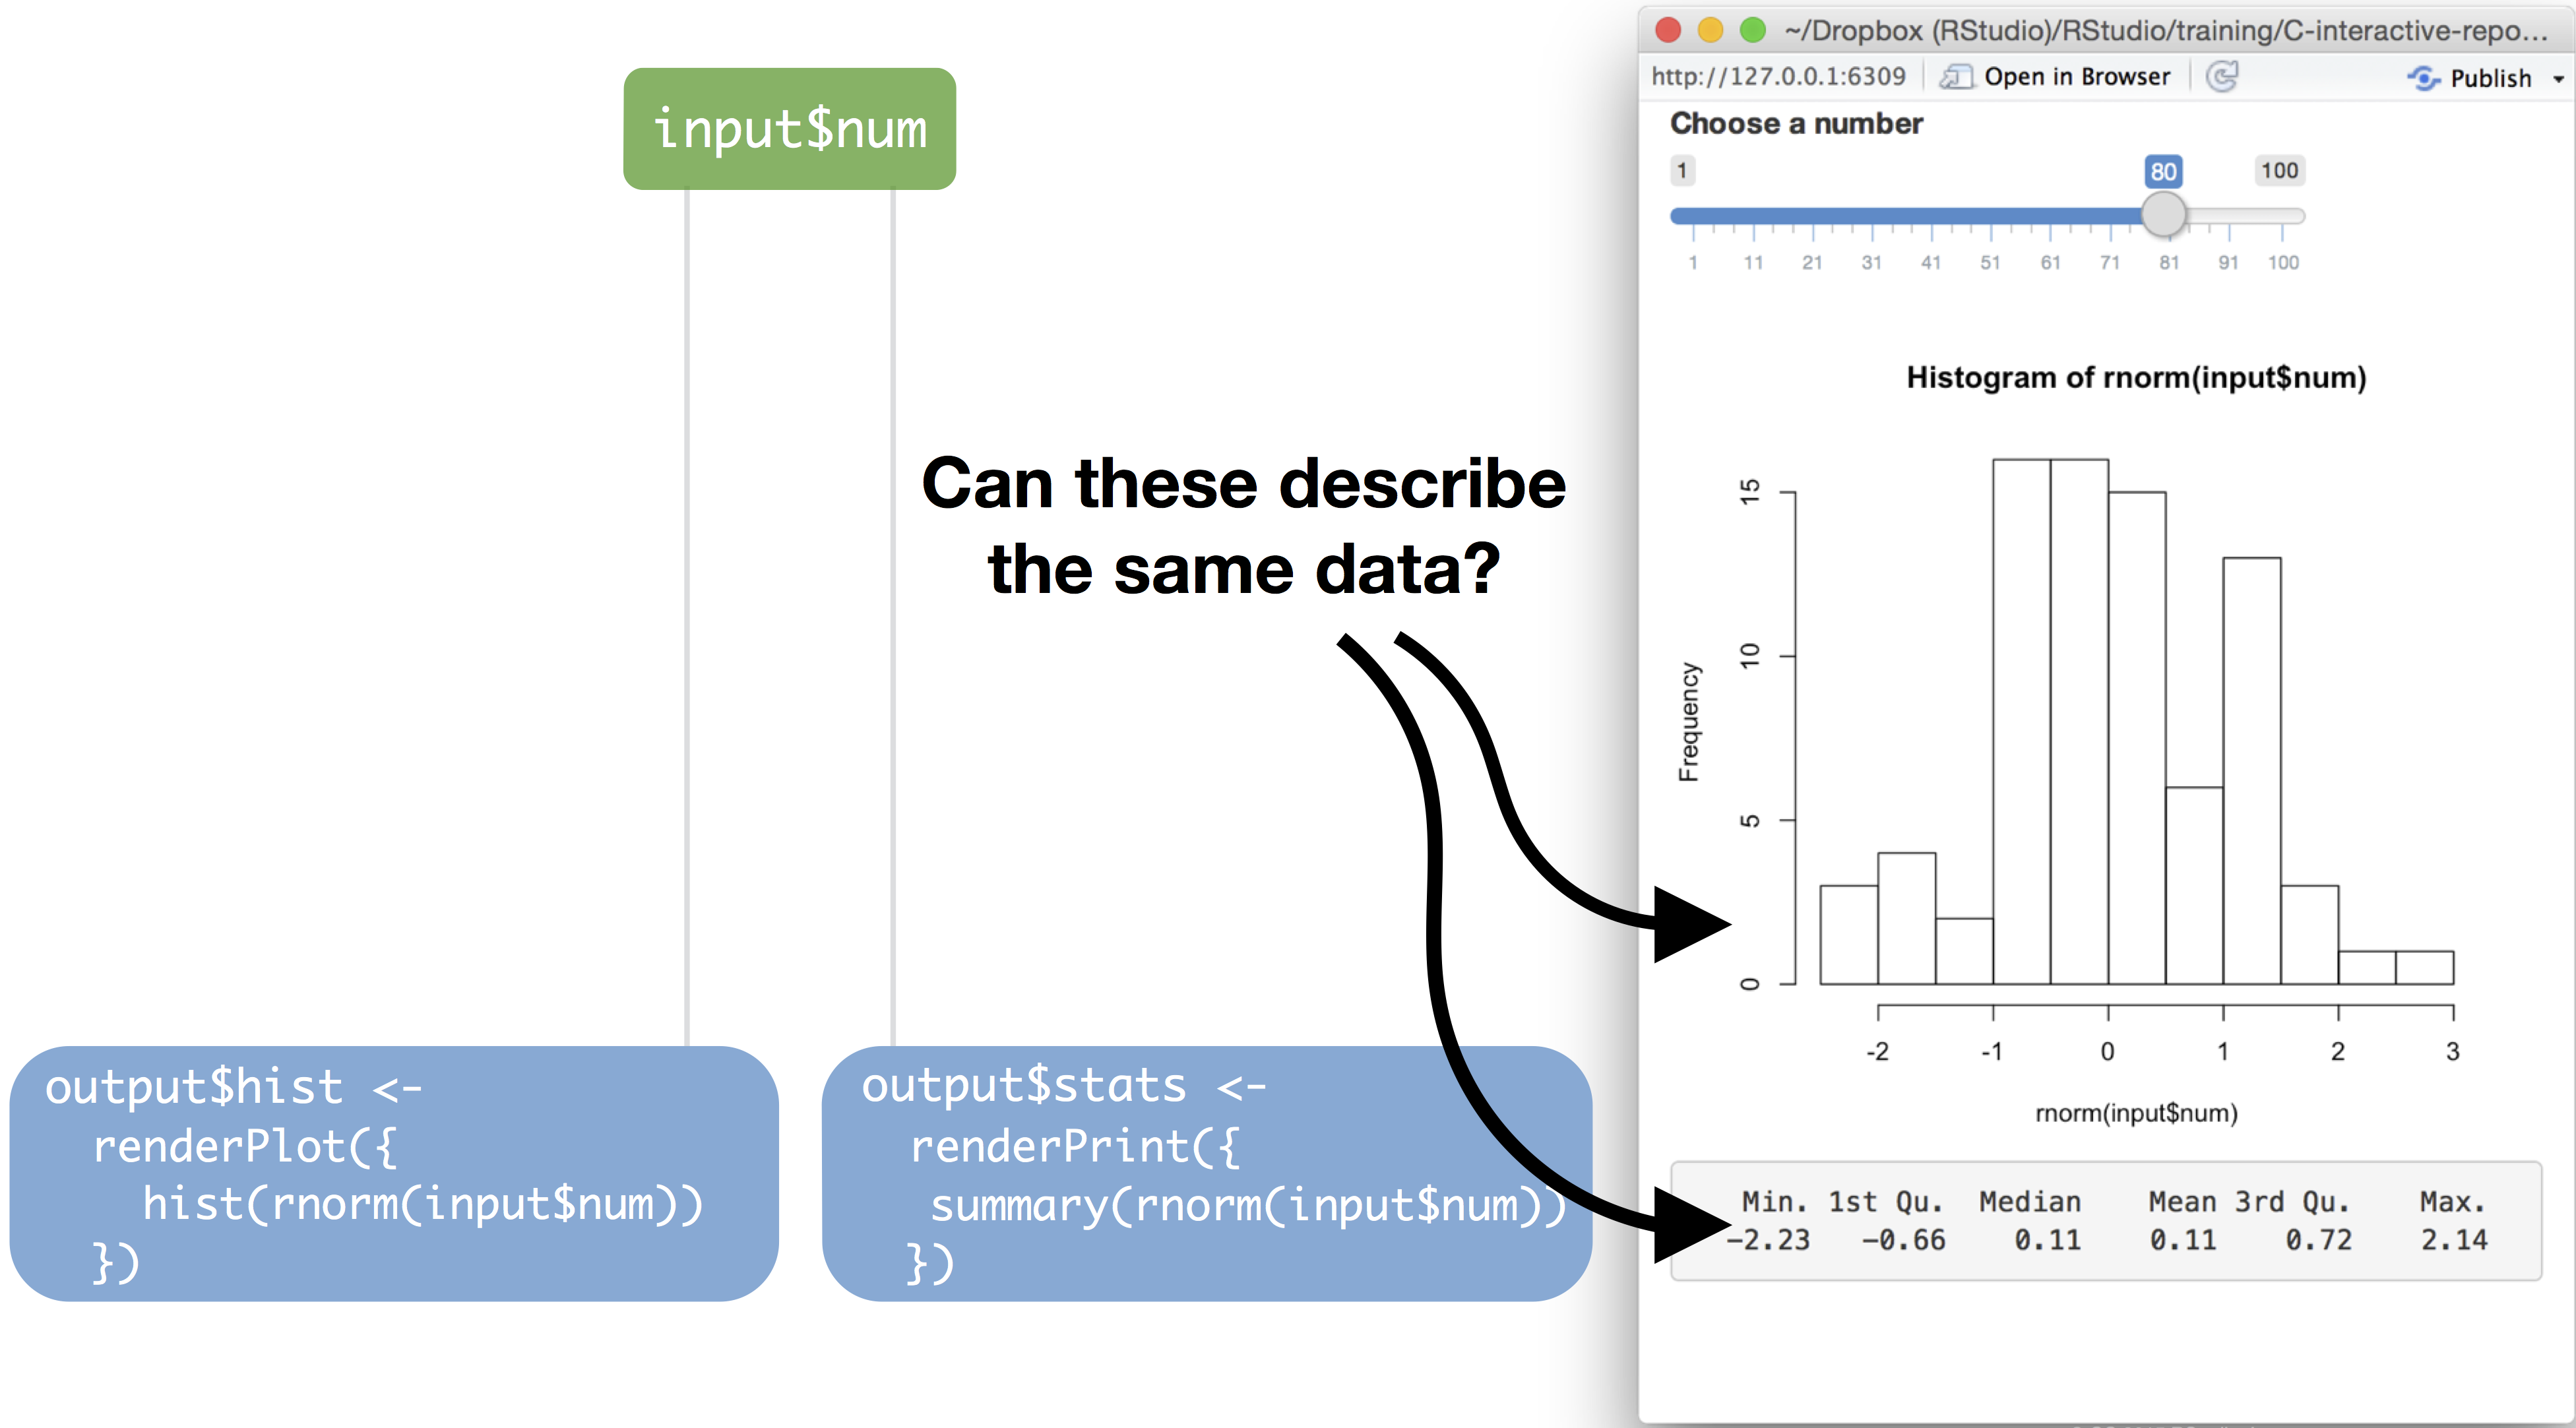 input$num
Can these describe
the same data?
output$hist <-
renderPlot({
hist(rnorm(input$num))
})
output$stats <-
renderPrint({
summary(rnorm(input$num))
})
~/Dropbox (RStudio)/RStudio/training/C-interactive-repo...
http://127.0.0.1:6309 Open in Browser Publish
Choose a number
1 80 100
1 11 21 31 41 51 61 71 81 91 100
Histogram of rnorm(input$num)
Frequency
15
10
5
0
-2 -1 0 1 2 3
rnorm(input$num)
Min. 1st Qu. Median Mean 3rd Qu. Max.
-2.23 -0.66 0.11 0.11 0.72 2.14